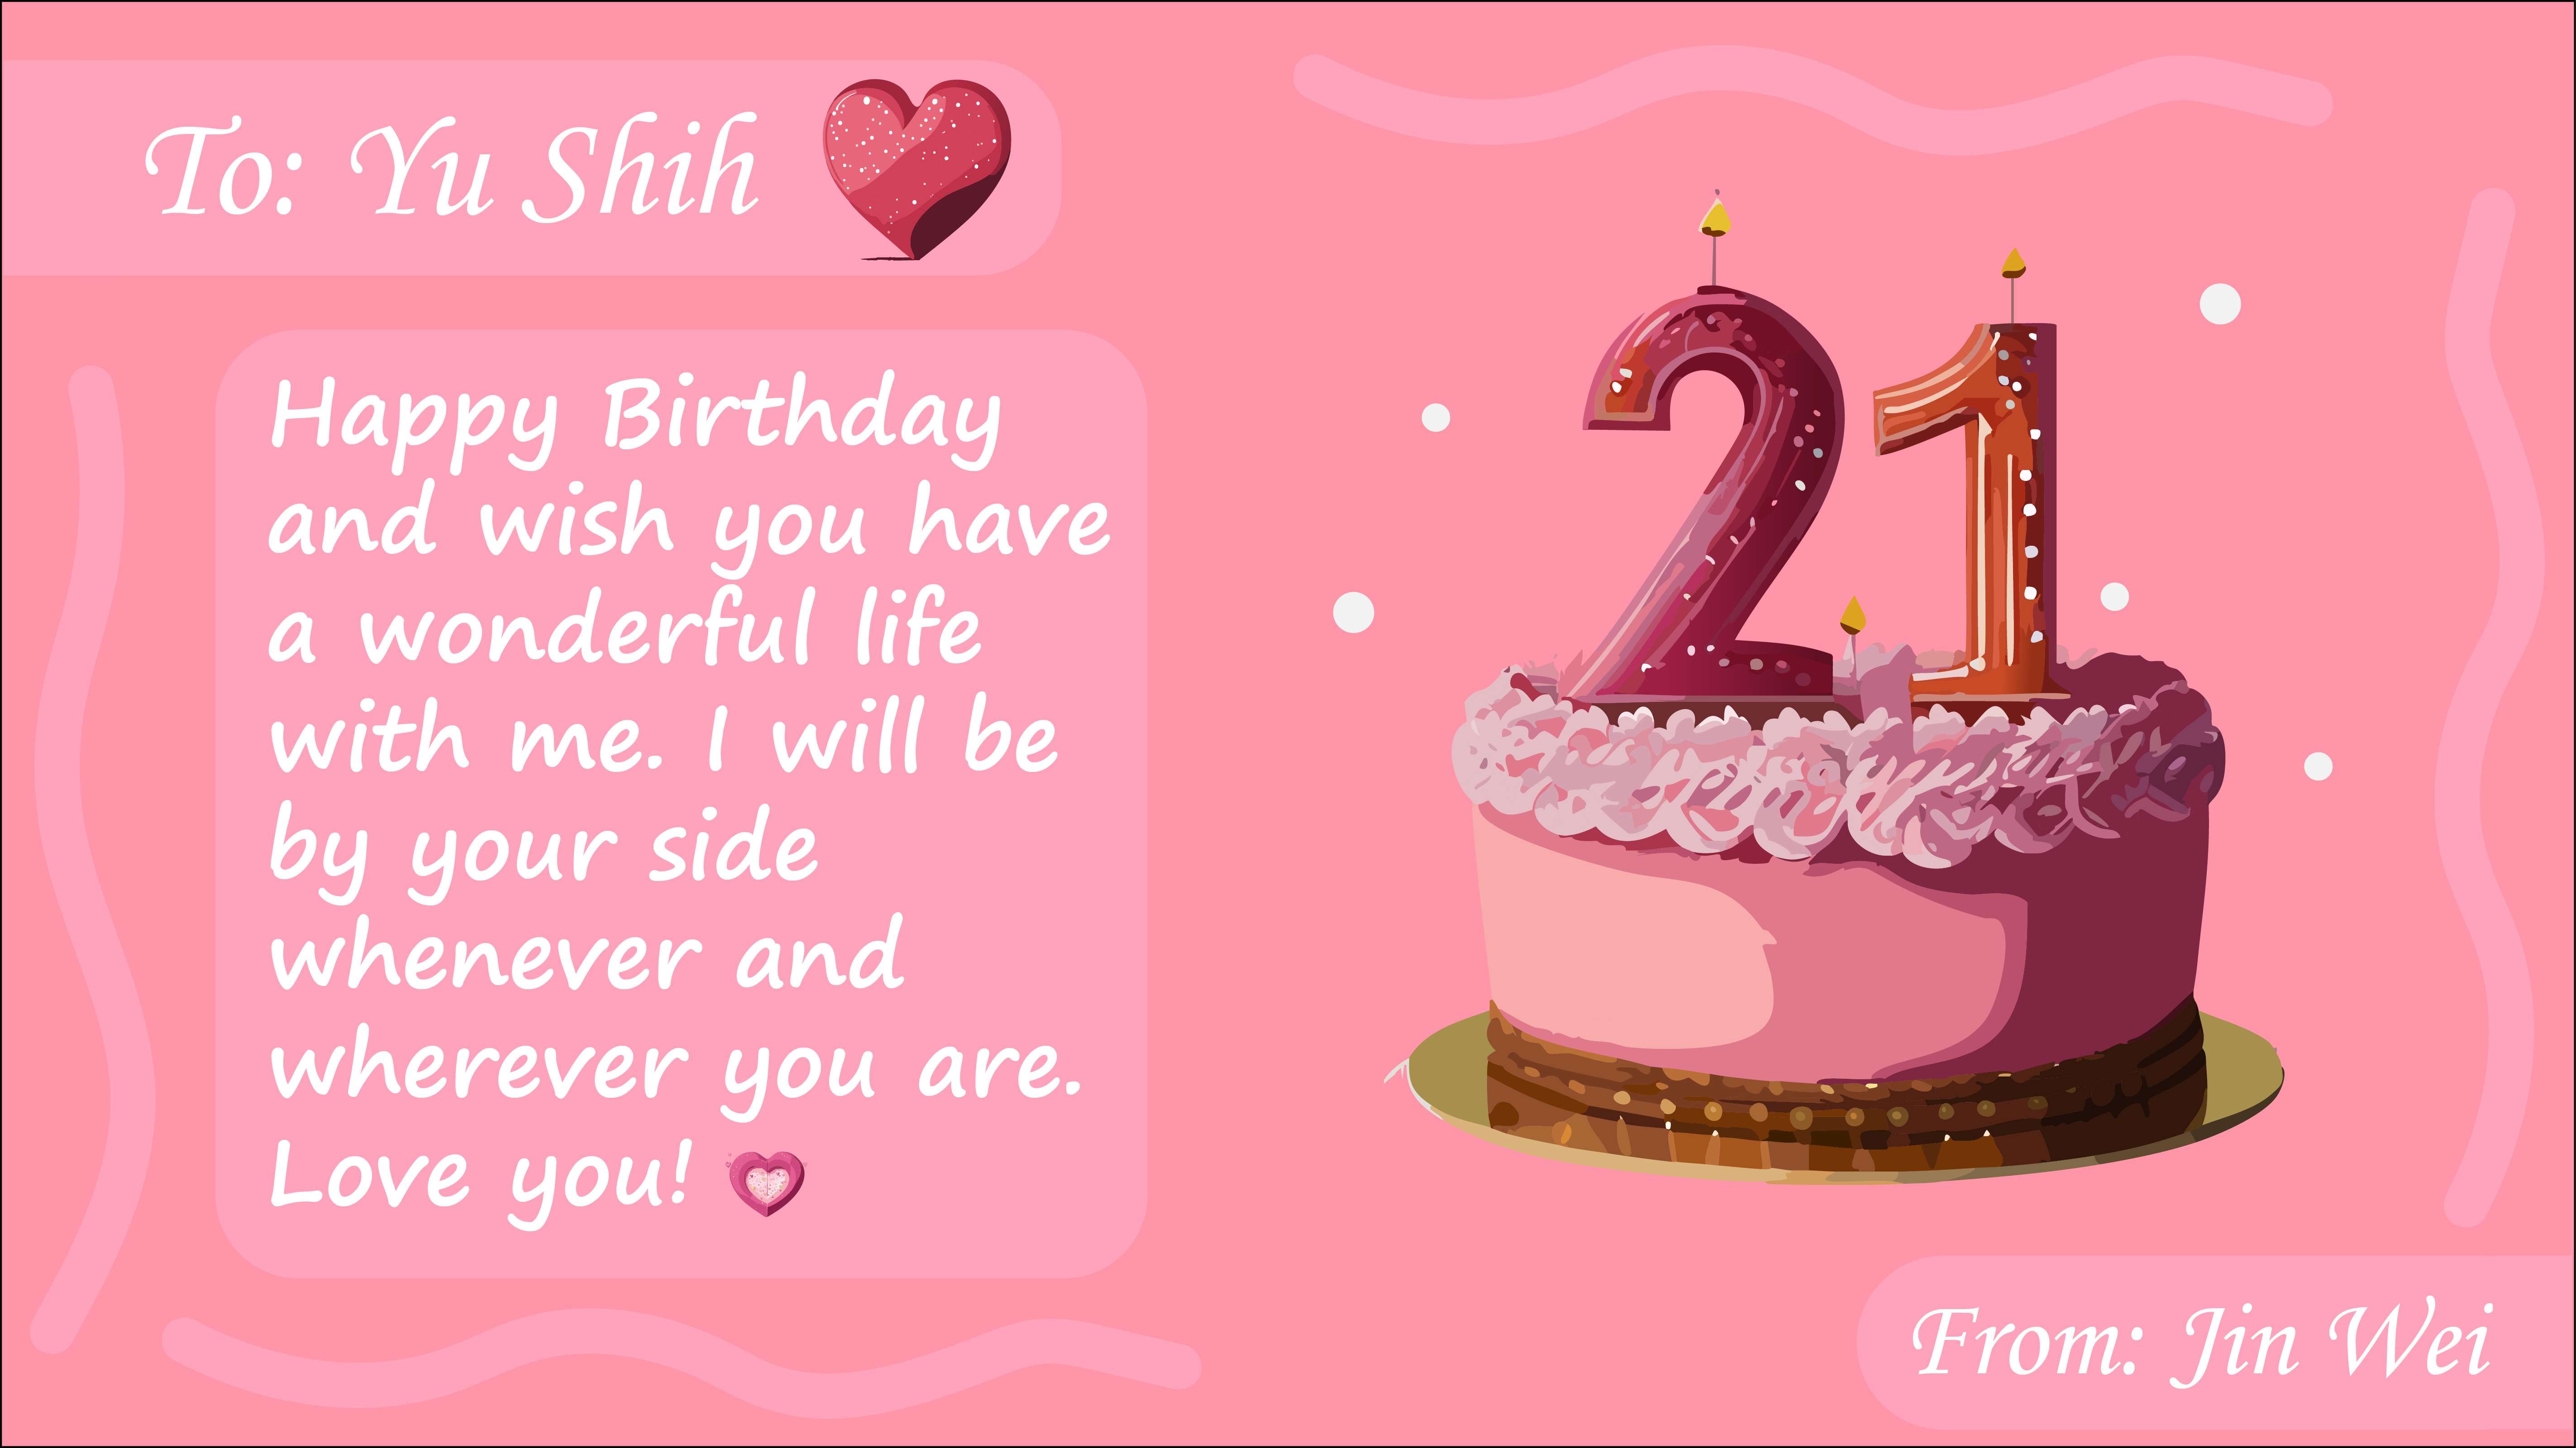 To: Yu Shih
Happy Birthday
and wish you have
a wonderful life
with me. I will be
by your side
whenever and
wherever you are.
Love you!
21
From: Jin Wei